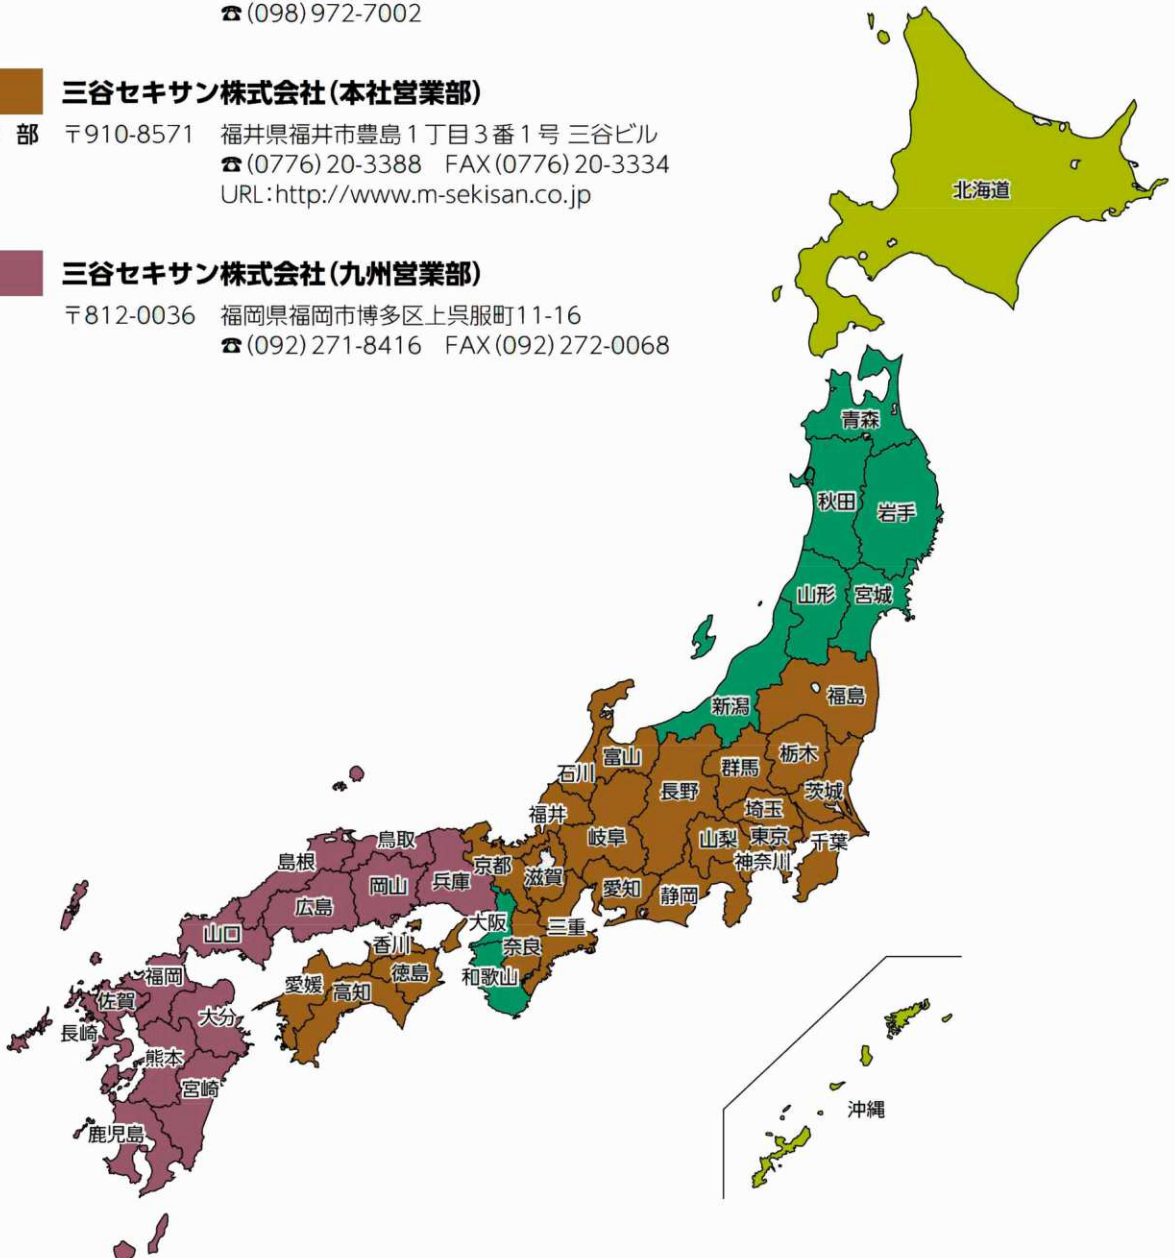 ☎(098)972-7002
三谷セキサン株式会社(本社営業部)
部 〒910-8571 福井県福井市豊島1丁目3番1号 三谷ビル
☎(0776)20-3388 FAX(0776)20-3334
URL:http://www.m-sekisan.co.jp
三谷セキサン株式会社(九州営業部)
〒812-0036 福岡県福岡市博多区上呉服町11-16
☎(092)271-8416 FAX(092)272-0068
北海道
青森
秋田
岩手
山形
宮城
新潟
福島
富山
石川
群馬
栃木
長野
茨城
福井
埼玉
岐阜
山梨
東京
千葉
神奈川
鳥取
島根
京都
滋賀
兵庫
岡山
愛知
静岡
広島
大阪
三重
山口
香川
奈良
福岡
徳島
和歌山
愛媛
高知
佐賀
大分
長崎
熊本
宮崎
鹿児島
沖縄